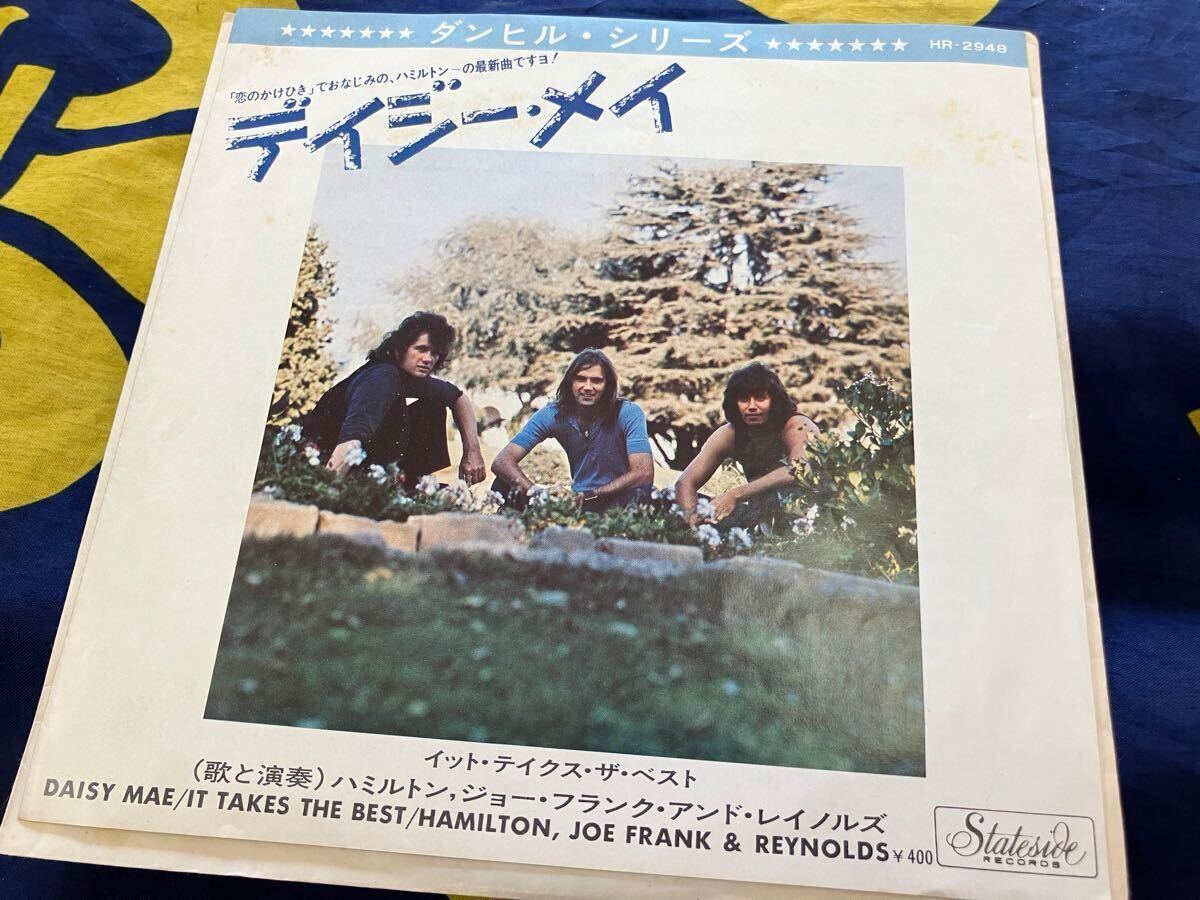 ★★★★★★★ ダンヒル・シリーズ ★★★★★★★ HR-2948
「恋のかけひき」でおなじみの、ハミルトン〜の最新曲ですヨ!
デイジー・メイ
イット・テイクス・ザ・ベスト
(歌と演奏)ハミルトン,ジョー・フランク・アンド・レイノルズ
DAISY MAE/IT TAKES THE BEST/HAMILTON, JOE FRANK & REYNOLDS ¥400
Stateside
RECORDS